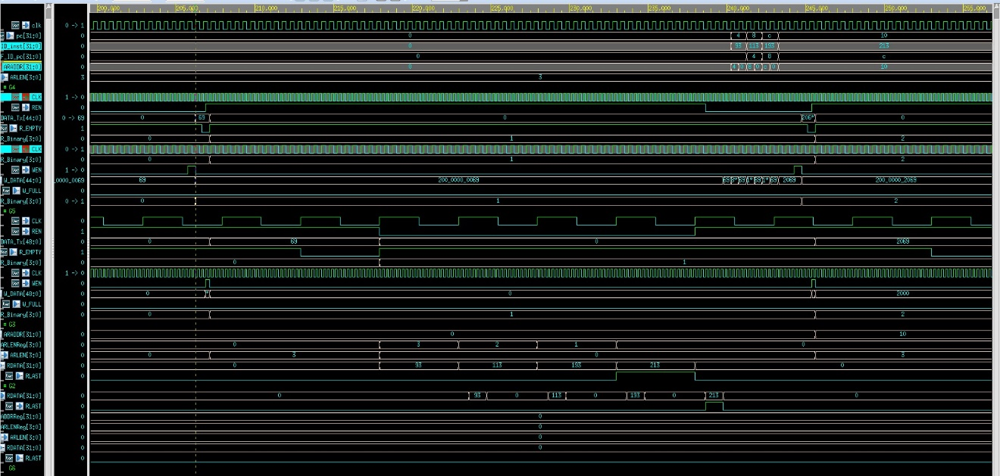 200,000 205,000 210,000 215,000 220,000 225,000 230,000 235,000 240,000 245,000 250,000 255,000
clk 0 -> 1
pc[31:0] 0 0 4 8 c 10
ID_inst[31:0] 0 0 93 113 193 213
F_ID_pc[31:0] 0 0 4 8 c
ARADDR[31:0] 0 0 4 0 8 0 c 0 10
ARLEN[3:0] 3 3
G4
CLK 1 -> 0
REN 0
DATA_Tx[44:0] 0 -> 69 0 69 0 206* 0
R_EMPTY 1
R_Binary[3:0] 0 0 1 2
CLK 0 -> 1
R_Binary[3:0] 0 0 1 2
WEN 1 -> 0
W_DATA[44:0] _0000_0069 69 200_0000_0069 2069 200_0000_2069
W_FULL 0
R_Binary[3:0] 0 -> 1 0 1 2
G5
CLK 0
REN 1
DATA_Tx[48:0] 0 0 69 0 2069
R_EMPTY 1
R_Binary[3:0] 0 0 1
CLK 1 -> 0
WEN 0
W_DATA[48:0] 0 0 * 0 2000
W_FULL 0
R_Binary[3:0] 0 0 1 2
G3
ARADDR[31:0] 0 0 10
ARLENReg[3:0] 0 0 3 2 1 0
ARLEN[3:0] 0 0 3 0 3
RDATA[31:0] 0 0 93 113 193 213 0
RLAST 0
G2
RDATA[31:0] 0 0 93 0 113 0 193 0 213 0
RLAST 0
ADDRReg[31:0] 0 0
ARLENReg[3:0] 0 0
ARLEN[3:0] 0 0
RDATA[31:0] 0 0
RLAST 0
G6